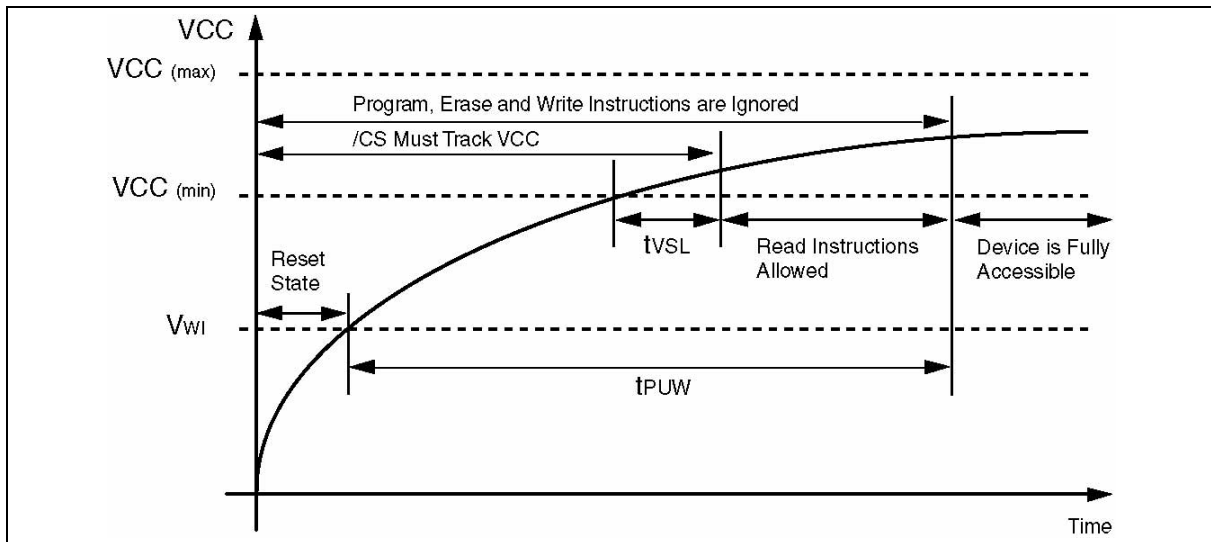 VCC
VCC (max)
Program, Erase and Write Instructions are Ignored
/CS Must Track VCC
VCC (min)
tVSL
Read Instructions
Allowed
Device is Fully
Accessible
Reset
State
VWI
tPUW
Time